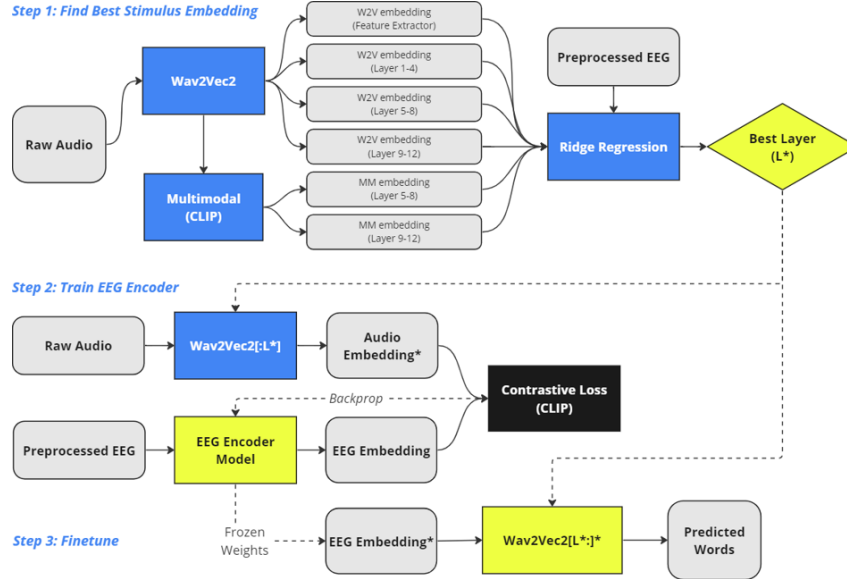 Step 1: Find Best Stimulus Embedding
W2V embedding
(Feature Extractor)
Wav2Vec2
W2V embedding
(Layer 1-4)
Preprocessed EEG
W2V embedding
(Layer 5-8)
Raw Audio
W2V embedding
(Layer 9-12)
Ridge Regression
Best Layer
(L*)
Multimodal
(CLIP)
MM embedding
(Layer 5-8)
MM embedding
(Layer 9-12)
Step 2: Train EEG Encoder
Raw Audio
Wav2Vec2[:L*]
Audio
Embedding*
Contrastive Loss
(CLIP)
Backprop
Preprocessed EEG
EEG Encoder
Model
EEG Embedding
Step 3: Finetune
Frozen
Weights
EEG Embedding*
Wav2Vec2[L*:]*
Predicted
Words